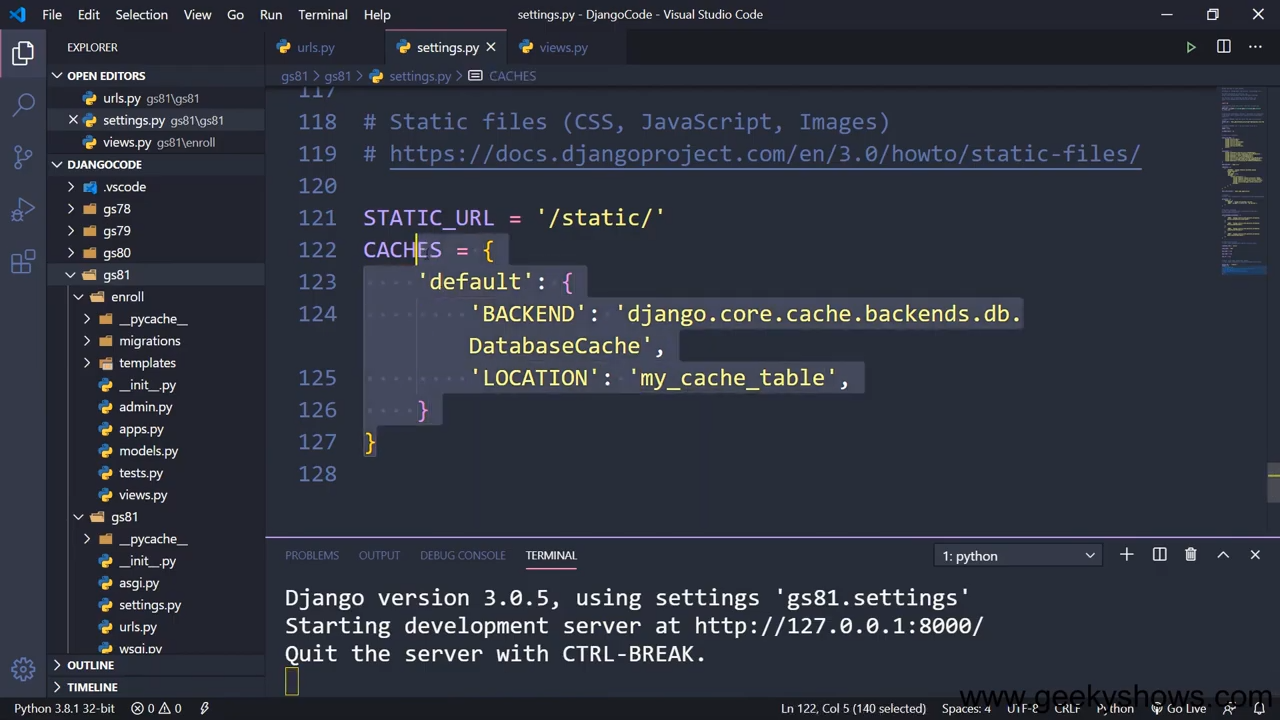 File Edit Selection View Go Run Terminal Help settings.py - DjangoCode - Visual Studio Code
EXPLORER urls.py settings.py views.py
OPEN EDITORS
urls.py gs81\gs81
settings.py gs81\gs81
views.py gs81\enroll
DJANGOCODE
.vscode
gs78
gs79
gs80
gs81
enroll
__pycache__
migrations
templates
__init__.py
admin.py
apps.py
models.py
tests.py
views.py
gs81
__pycache__
__init__.py
asgi.py
settings.py
urls.py
wsgi.py
OUTLINE
TIMELINE
gs81 > gs81 > settings.py > CACHES
117
118 # Static files (CSS, JavaScript, Images)
119 # https://docs.djangoproject.com/en/3.0/howto/static-files/
120
121 STATIC_URL = '/static/'
122 CACHES = {
123 'default': {
124 'BACKEND': 'django.core.cache.backends.db.
DatabaseCache',
125 'LOCATION': 'my_cache_table',
126 }
127 }
128
PROBLEMS OUTPUT DEBUG CONSOLE TERMINAL 1: python
Django version 3.0.5, using settings 'gs81.settings'
Starting development server at http://127.0.0.1:8000/
Quit the server with CTRL-BREAK.
www.geekyshows.com
Python 3.8.1 32-bit 0 0 Ln 122, Col 5 (140 selected) Spaces: 4 UTF-8 CRLF Python Go Live